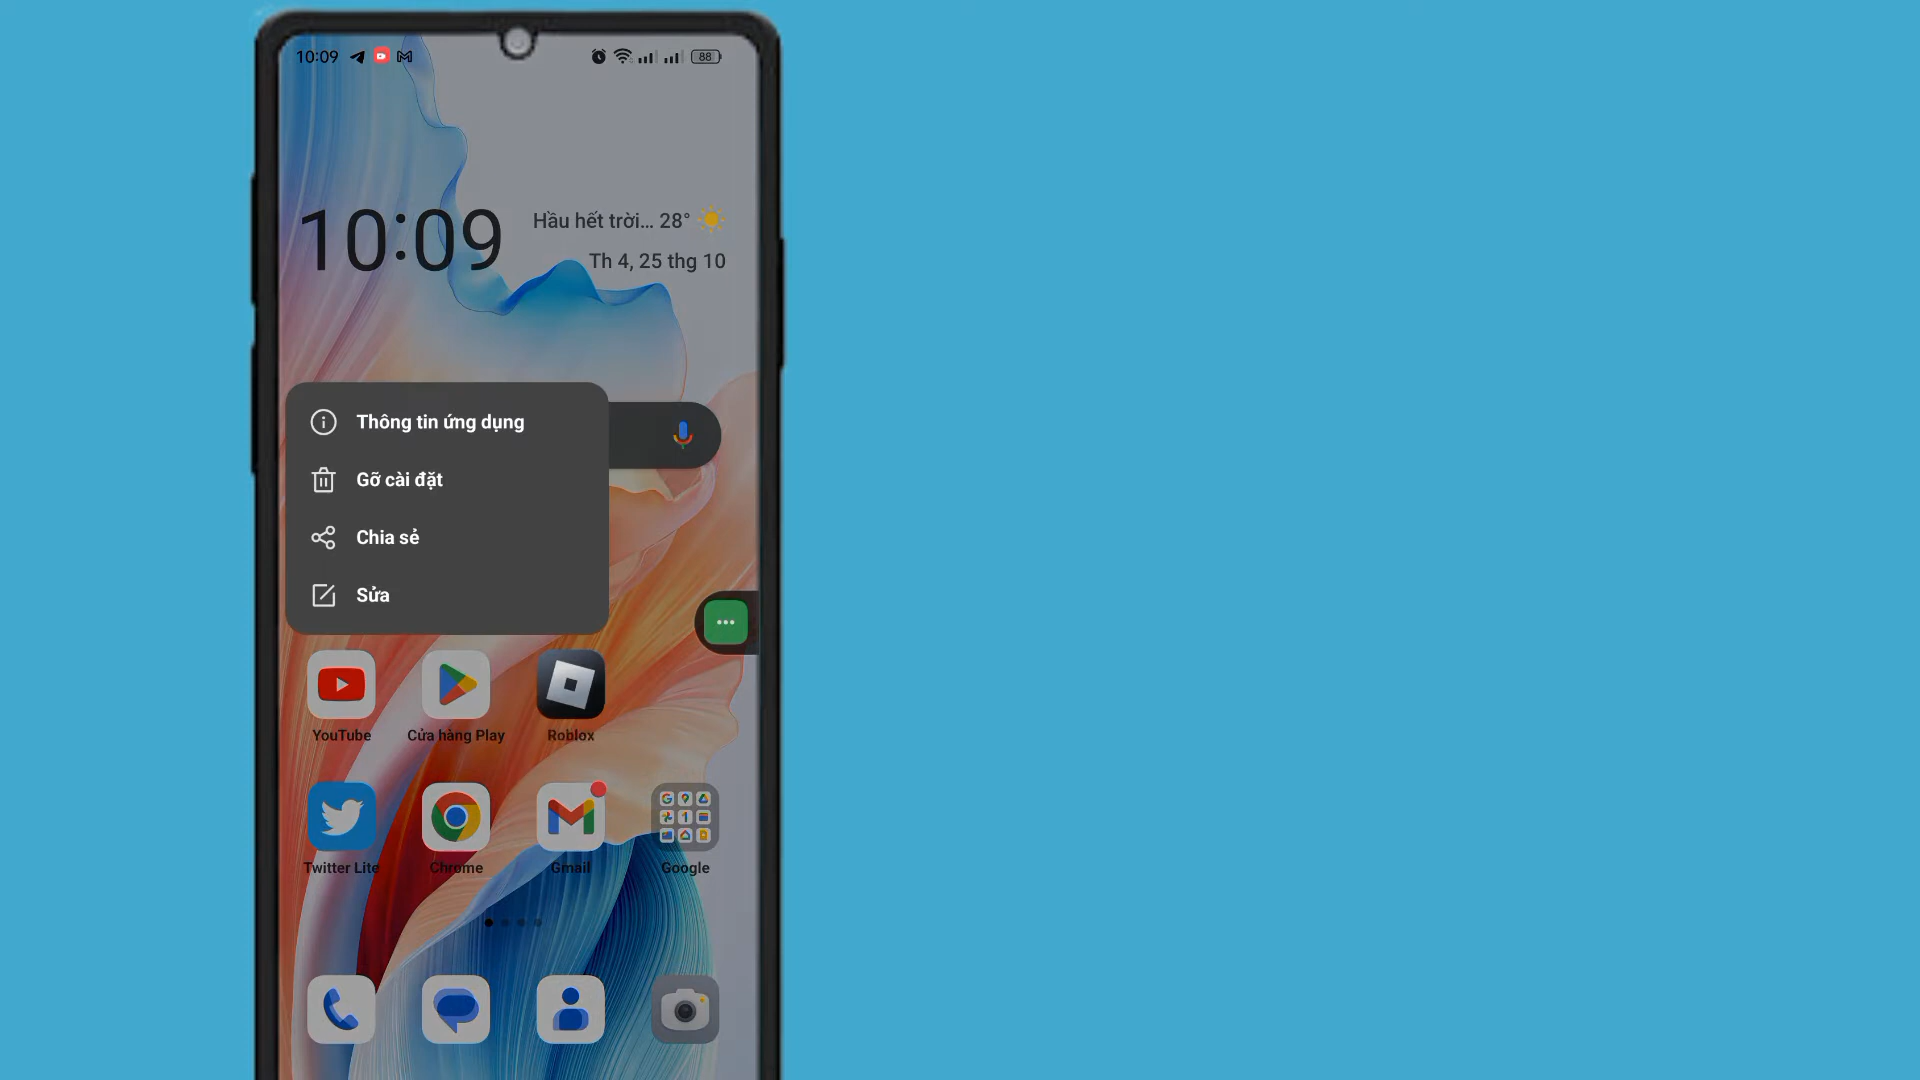 10:09
88
10:09
Hầu hết trời... 28°
Th 4, 25 thg 10
Thông tin ứng dụng
Gỡ cài đặt
Chia sẻ
Sửa
YouTube
Cửa hàng Play
Roblox
Twitter Lite
Chrome
Gmail
Google